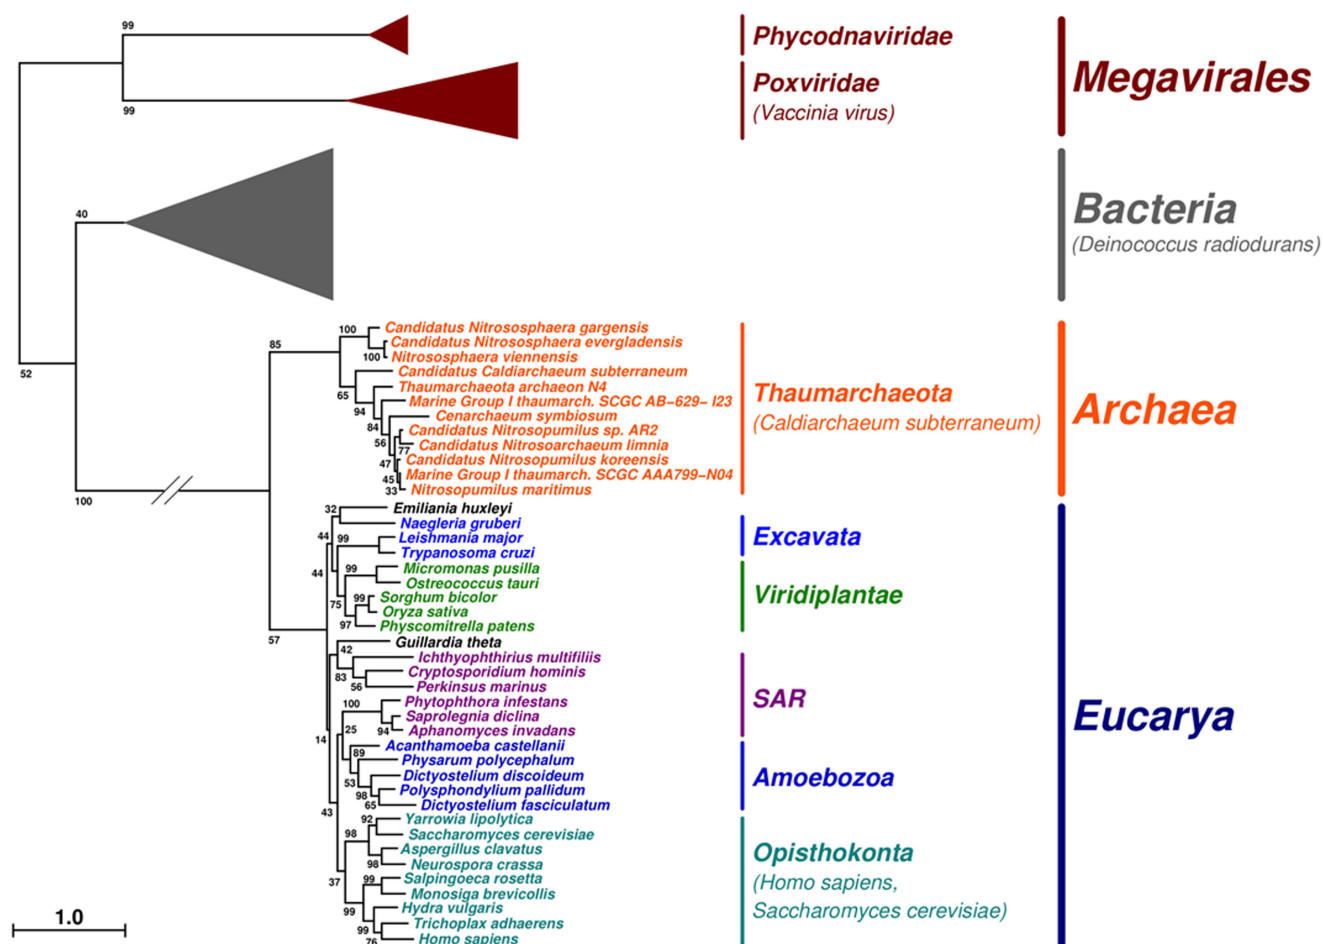 99
Phycodnaviridae
Megavirales
Poxviridae
(Vaccinia virus)
99
40
Bacteria
(Deinococcus radiodurans)
52
100
85
100
Candidatus Nitrososphaera gargensis
Candidatus Nitrososphaera evergladensis
100
Nitrososphaera viennensis
Candidatus Caldiarchaeum subterraneum
65
Thaumarchaeota archaeon N4
94
Marine Group I thaumarch. SCGC AB−629− I23
84
Cenarchaeum symbiosum
56
Candidatus Nitrosopumilus sp. AR2
77
Candidatus Nitrosoarchaeum limnia
47
Candidatus Nitrosopumilus koreensis
45
Marine Group I thaumarch. SCGC AAA799−N04
33
Nitrosopumilus maritimus
Thaumarchaeota
(Caldiarchaeum subterraneum)
Archaea
57
32
Emiliania huxleyi
Naegleria gruberi
44
99
Leishmania major
Trypanosoma cruzi
Excavata
44
99
Micromonas pusilla
Ostreococcus tauri
75
99
Sorghum bicolor
Oryza sativa
97
Physcomitrella patens
Viridiplantae
Guillardia theta
42
Ichthyophthirius multifiliis
83
Cryptosporidium hominis
56
Perkinsus marinus
100
Phytophthora infestans
Saprolegnia diclina
94
Aphanomyces invadans
SAR
Eucarya
14
25
Acanthamoeba castellanii
89
Physarum polycephalum
53
Dictyostelium discoideum
98
Polysphondylium pallidum
65
Dictyostelium fasciculatum
Amoebozoa
43
92
Yarrowia lipolytica
Saccharomyces cerevisiae
98
Aspergillus clavatus
98
Neurospora crassa
37
99
Salpingoeca rosetta
Monosiga brevicollis
99
Hydra vulgaris
99
Trichoplax adhaerens
76
Homo sapiens
Opisthokonta
(Homo sapiens,
Saccharomyces cerevisiae)
1.0